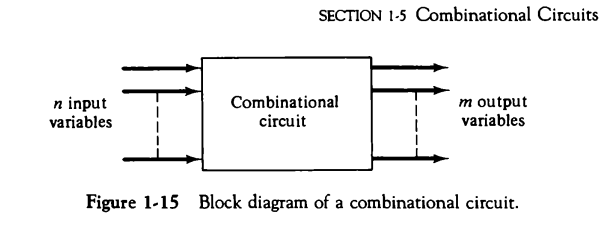 SECTION 1-5 Combinational Circuits
n input
variables
Combinational
circuit
m output
variables
Figure 1-15 Block diagram of a combinational circuit.